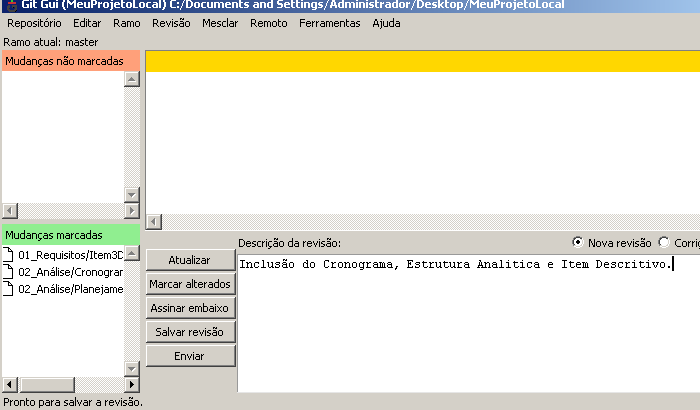 Git Gui (MeuProjetoLocal) C:/Documents and Settings/Administrador/Desktop/MeuProjetoLocal
Repositório Editar Ramo Revisão Mesclar Remoto Ferramentas Ajuda
Ramo atual: master
Mudanças não marcadas
Mudanças marcadas
01_Requisitos/Item3D
02_Análise/Cronogran
02_Análise/Planejame
Descrição da revisão:
Nova revisão Corrig
Atualizar
Marcar alterados
Assinar embaixo
Salvar revisão
Enviar
Inclusão do Cronograma, Estrutura Analitica e Item Descritivo.
Pronto para salvar a revisão.